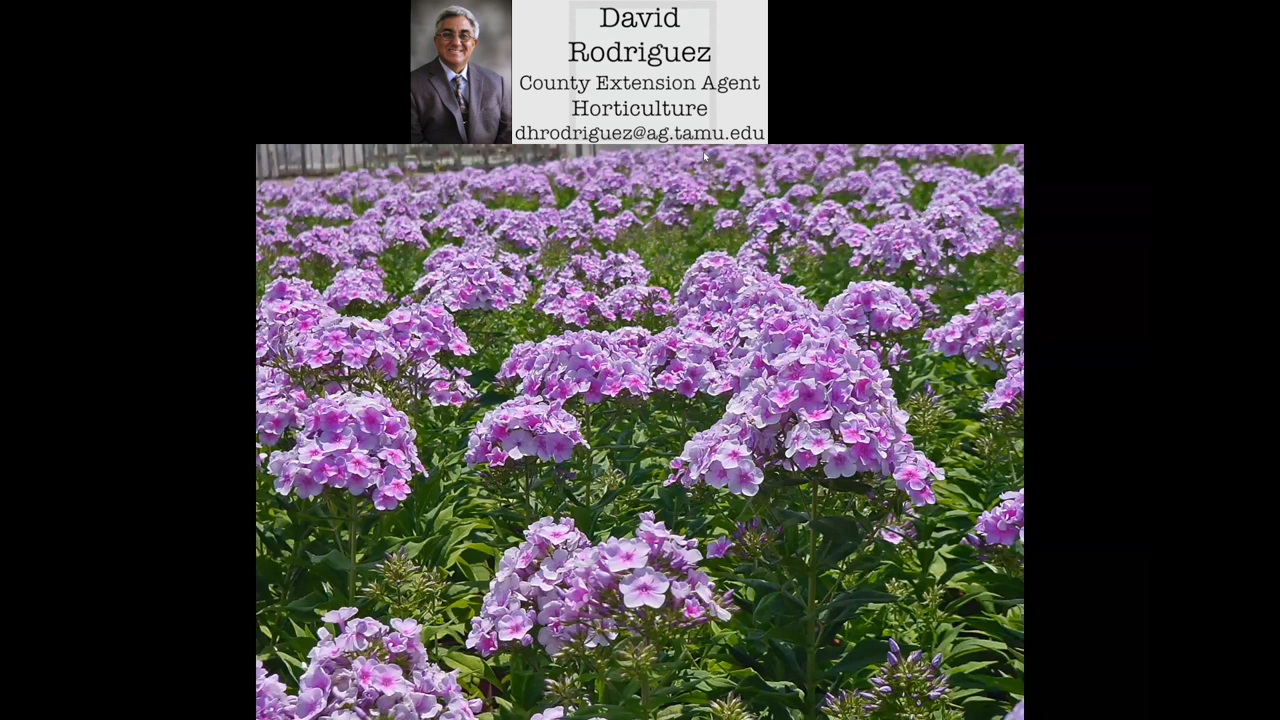 David
Rodriguez
County Extension Agent
Horticulture
dhrodriguez@ag.tamu.edu